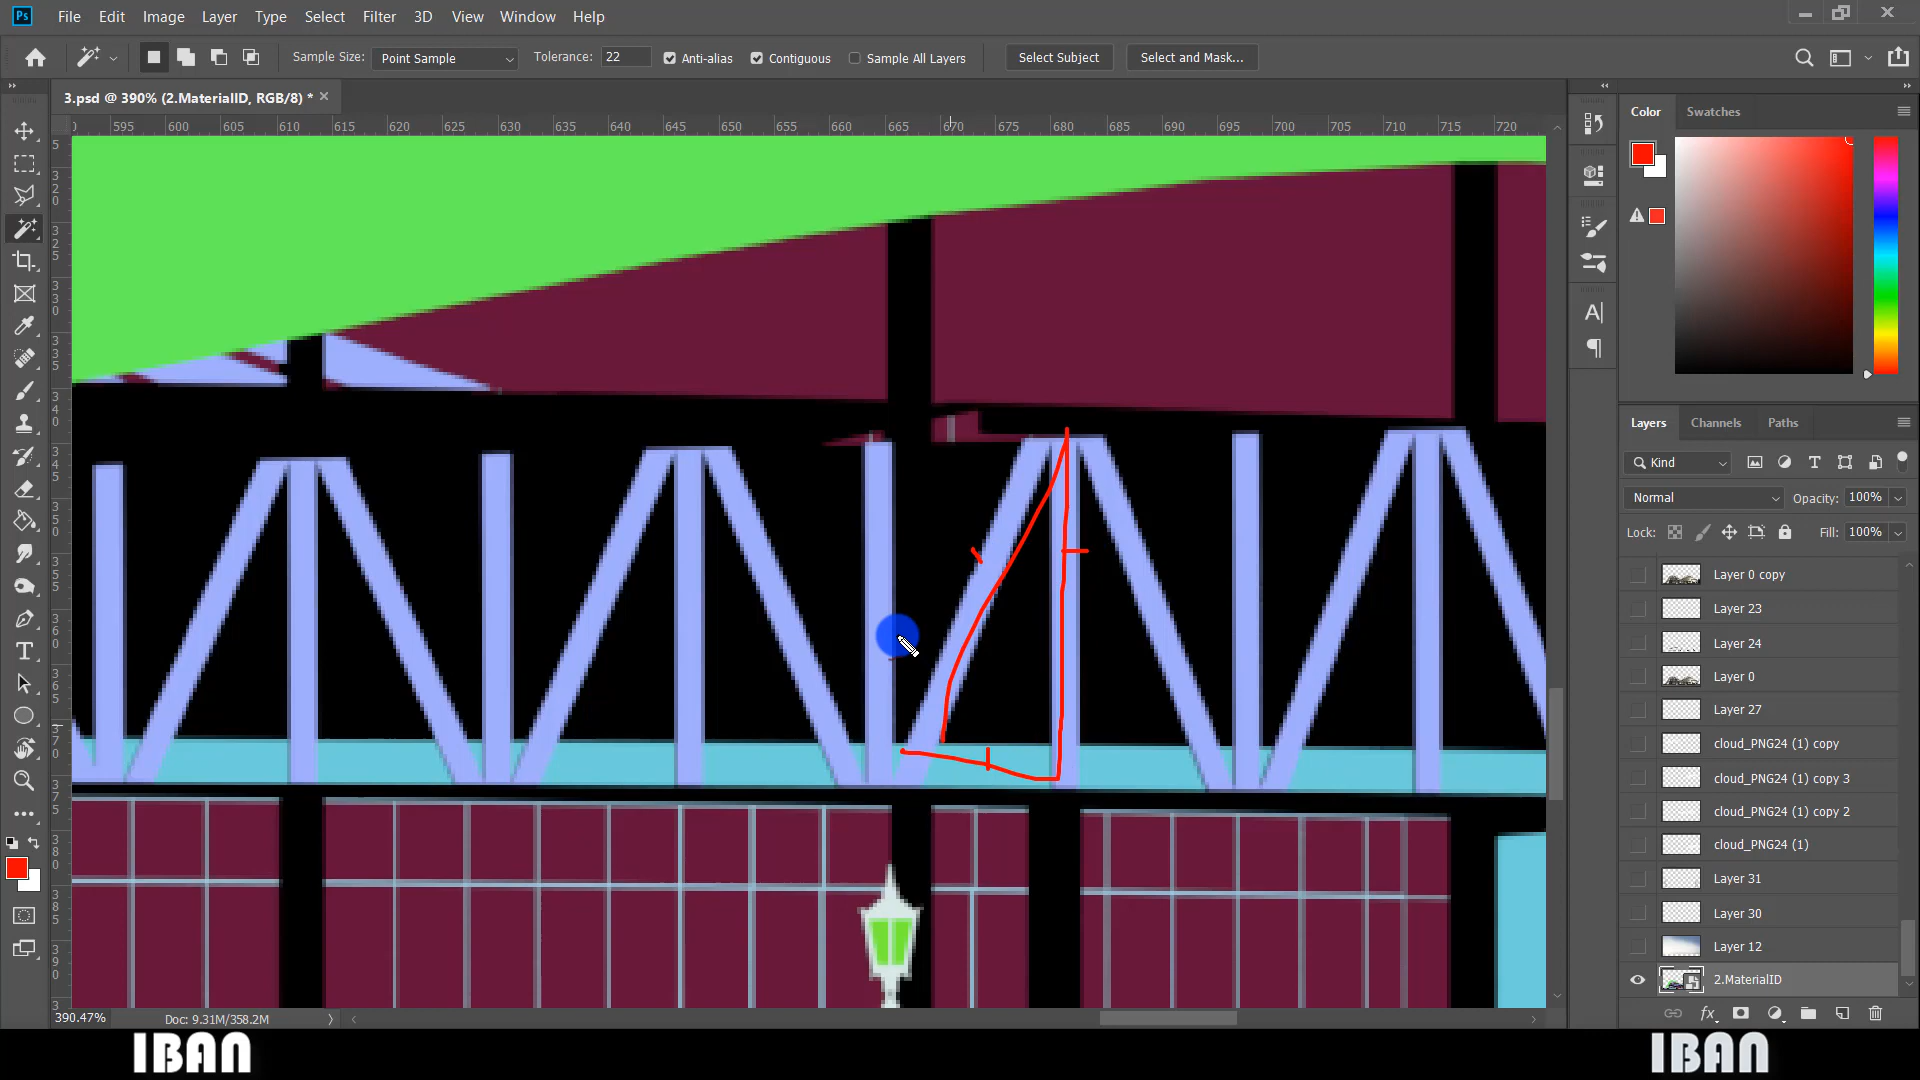 Ps File Edit Image Layer Type Select Filter 3D View Window Help
Sample Size: Point Sample Tolerance: 22 Anti-alias Contiguous Sample All Layers Select Subject Select and Mask...
3.psd @ 390% (2.MaterialID, RGB/8) *
595 600 605 610 615 620 625 630 635 640 645 650 655 660 665 670 675 680 685 690 695 700 705 710 715 720
Color Swatches
Layers Channels Paths
Kind
Normal Opacity: 100%
Lock: Fill: 100%
Layer 0 copy
Layer 23
Layer 24
Layer 0
Layer 27
cloud_PNG24 (1) copy
cloud_PNG24 (1) copy 3
cloud_PNG24 (1) copy 2
cloud_PNG24 (1)
Layer 31
Layer 30
Layer 12
2.MaterialID
390.47% Doc: 9.31M/358.2M
fx
IBAN IBAN